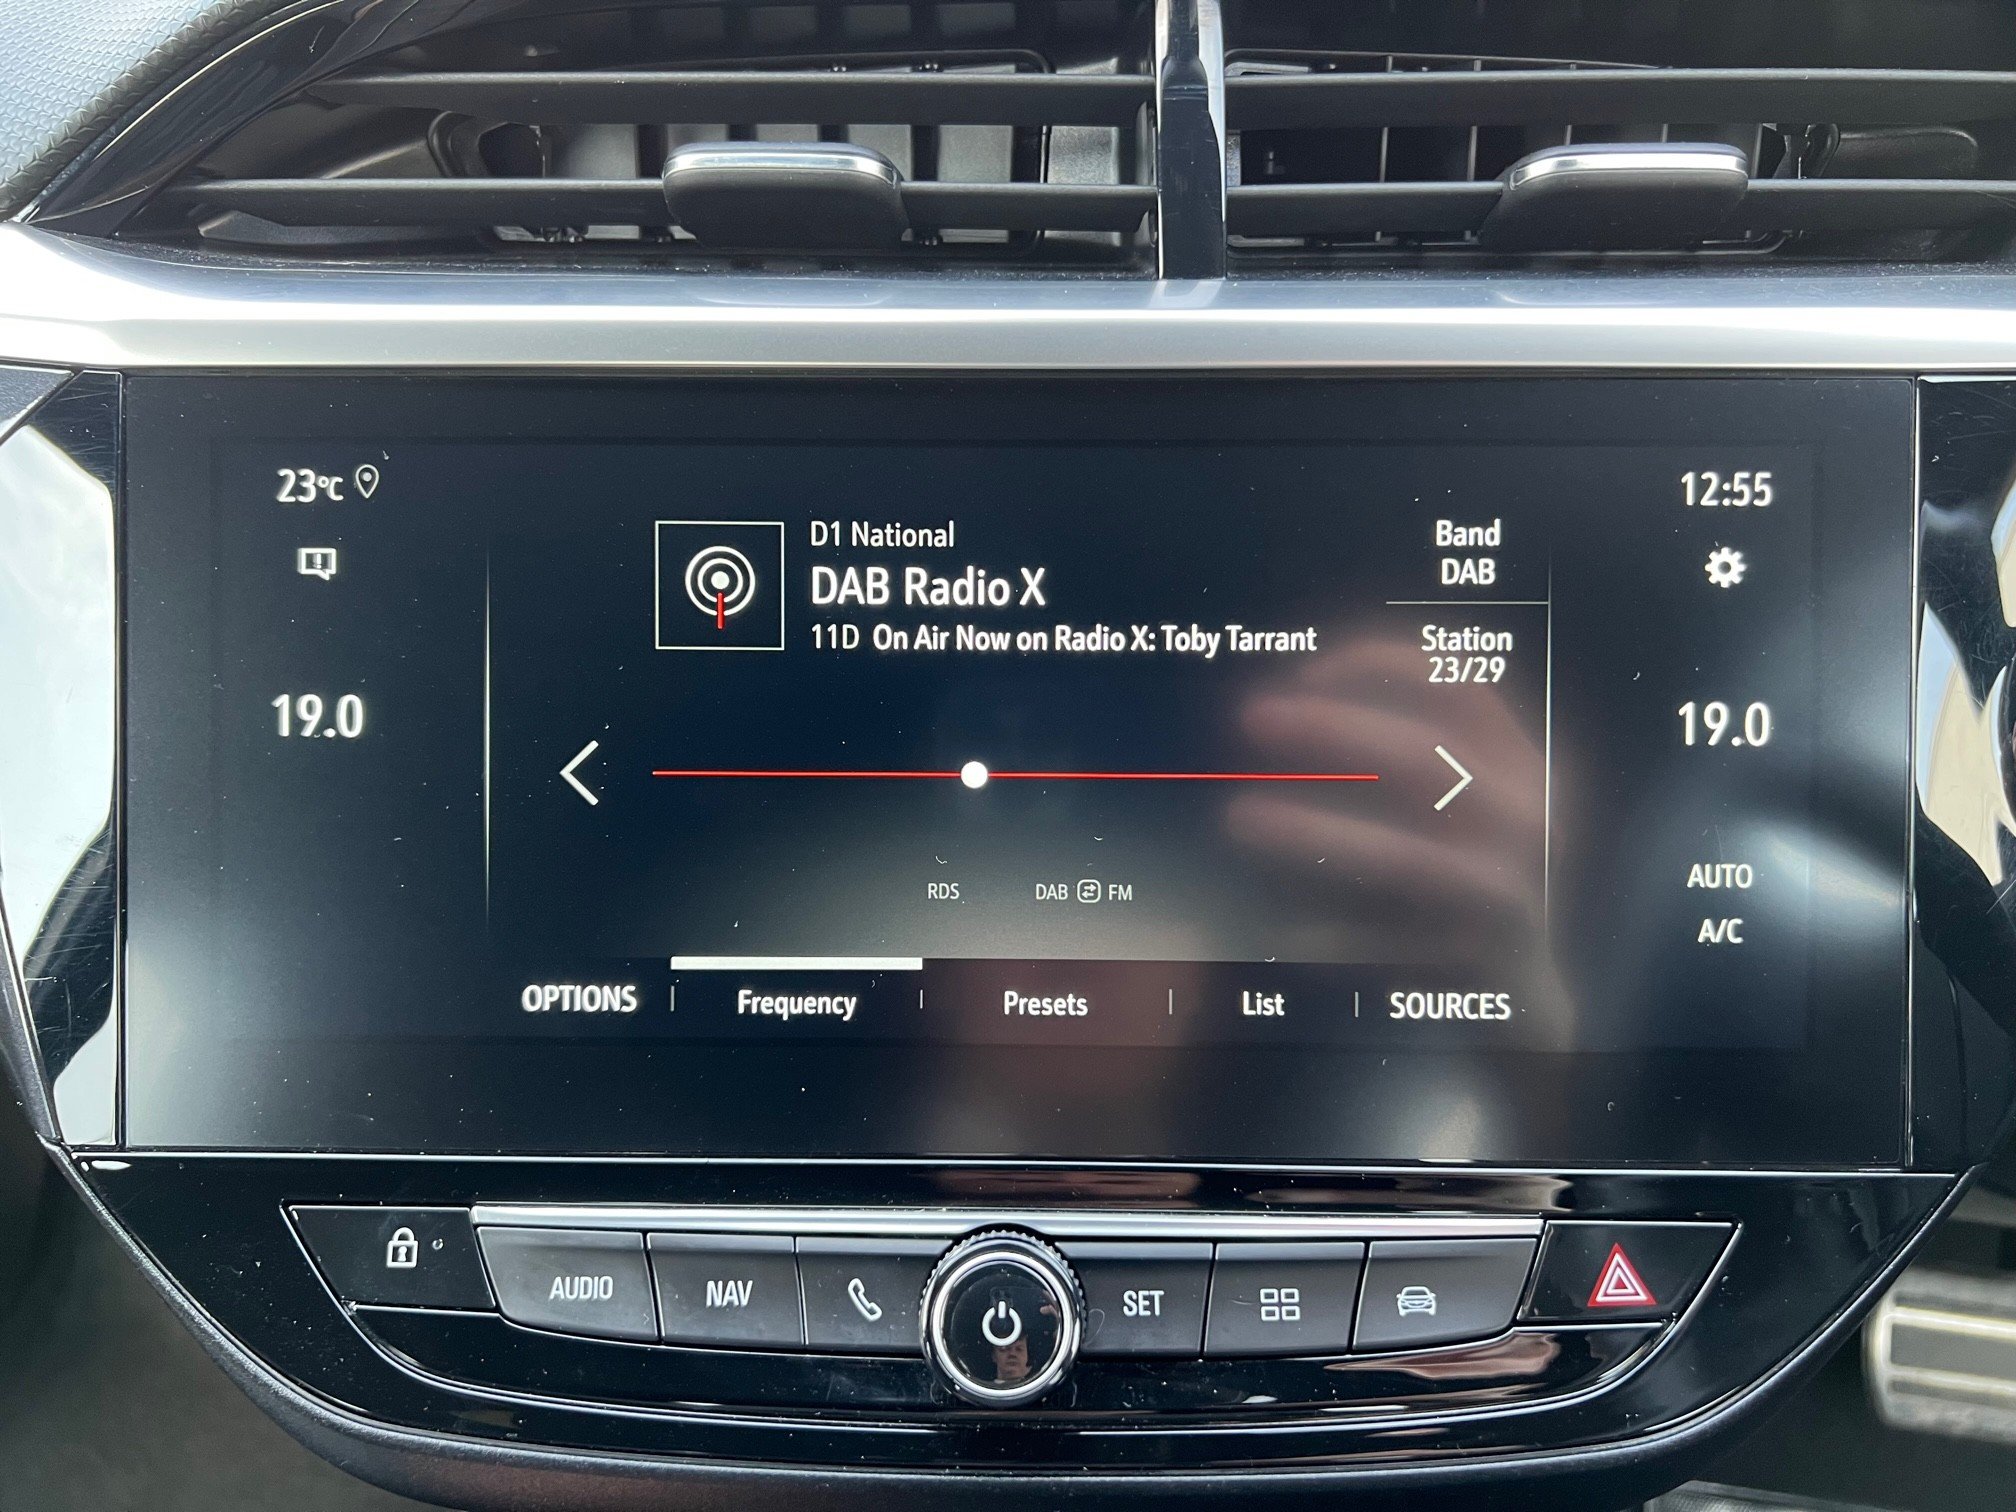 23°C
12:55
D1 National
DAB Radio X
11D On Air Now on Radio X: Toby Tarrant
Band
DAB
Station
23/29
19.0
19.0
RDS
DAB FM
AUTO
A/C
OPTIONS
Frequency
Presets
List
SOURCES
AUDIO
NAV
SET